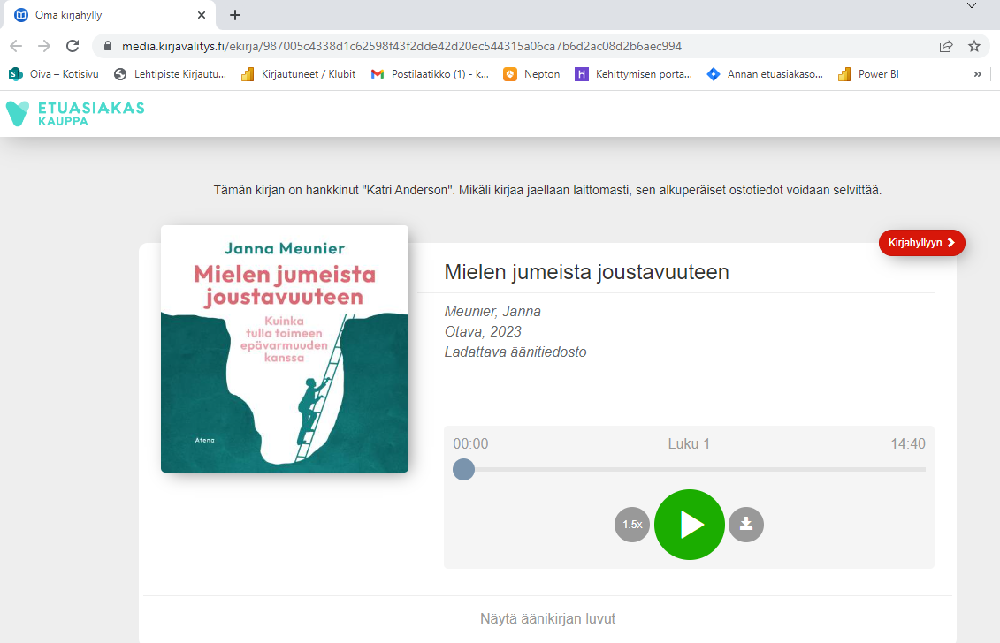 Oma kirjahylly
media.kirjavalitys.fi/ekirja/987005c4338d1c62598f43f2dde42d20ec544315a06ca7b6d2ac08d2b6aec994
Oiva – Kotisivu
Lehtipiste Kirjautu...
Kirjautuneet / Klubit
Postilaatikko (1) - k...
Nepton
H
Kehittymisen porta...
Annan etuasiakaso...
Power BI
»
ETUASIAKAS
KAUPPA
Tämän kirjan on hankkinut "Katri Anderson". Mikäli kirjaa jaellaan laittomasti, sen alkuperäiset ostotiedot voidaan selvittää.
Kirjahyllyyn
Janna Meunier
Mielen jumeista
joustavuuteen
Kuinka
tulla toimeen
epävarmuuden
kanssa
Atena
Mielen jumeista joustavuuteen
Meunier, Janna
Otava, 2023
Ladattava äänitiedosto
00:00 Luku 1 14:40
1.5x
Näytä äänikirjan luvut